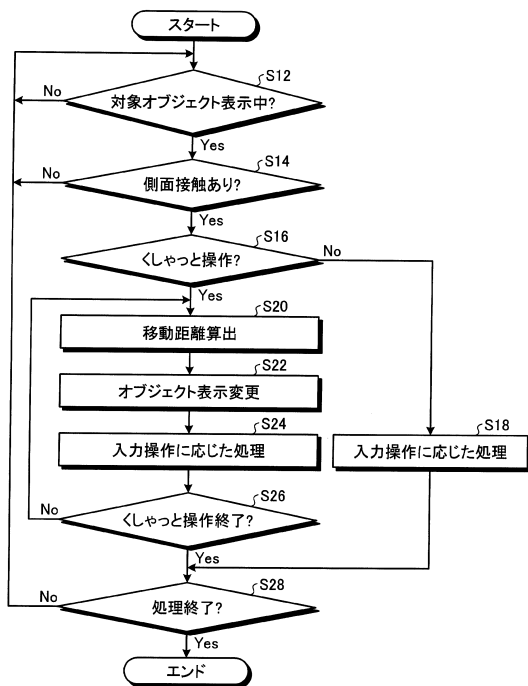 スタート
S12
対象オブジェクト表示中?
No
Yes
S14
側面接触あり?
No
Yes
S16
くしゃっと操作?
No
Yes
S20
移動距離算出
S22
オブジェクト表示変更
S24
入力操作に応じた処理
S18
入力操作に応じた処理
S26
くしゃっと操作終了?
No
Yes
S28
処理終了?
No
Yes
エンド